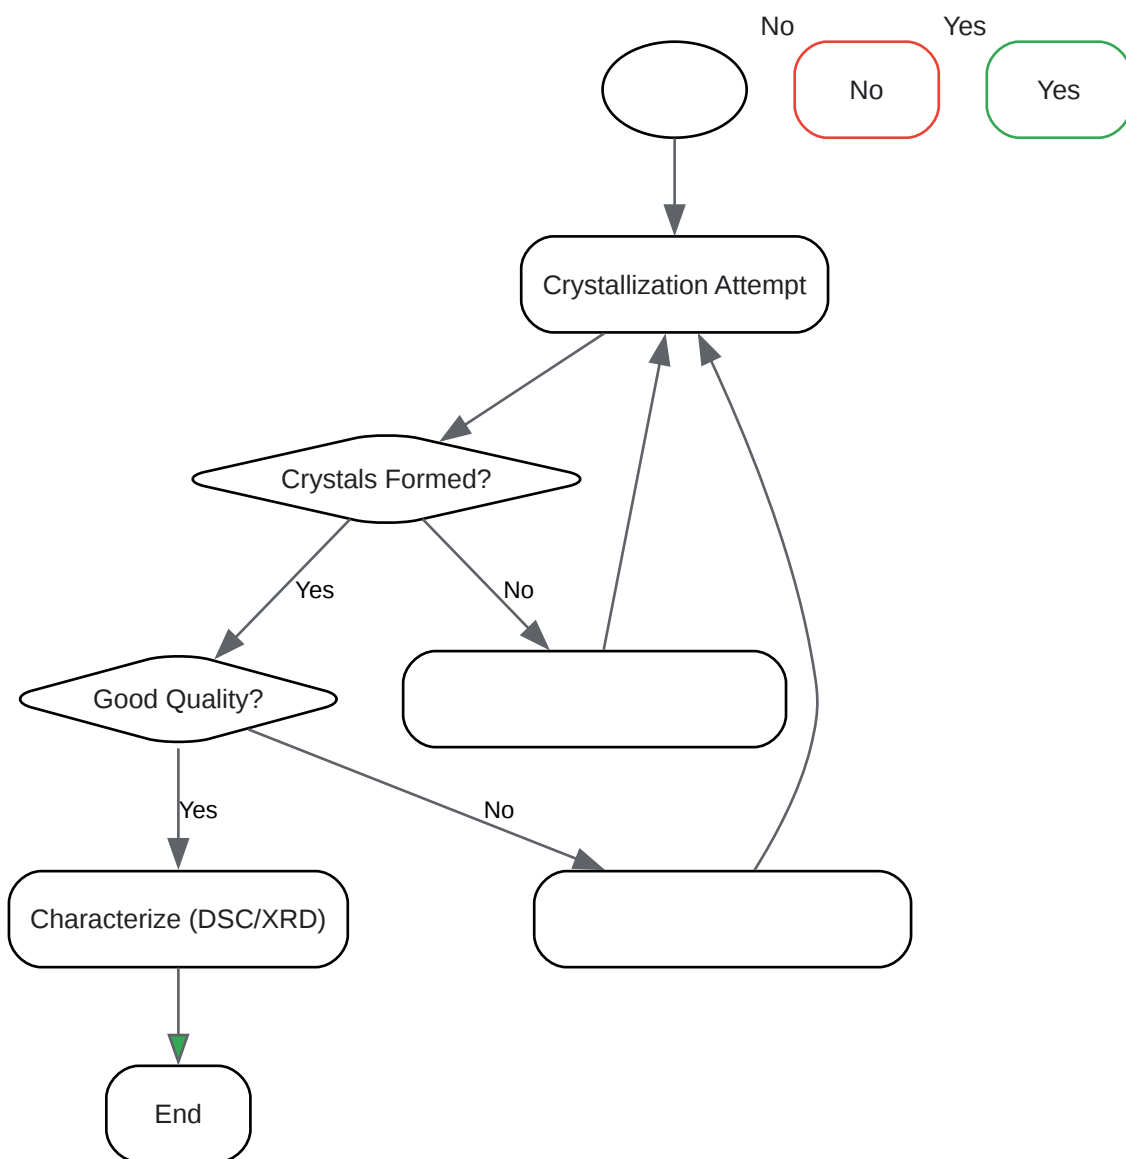 No
Yes
No
Yes
Crystallization Attempt
Crystals Formed?
Yes
No
Good Quality?
Yes
No
Characterize (DSC/XRD)
End